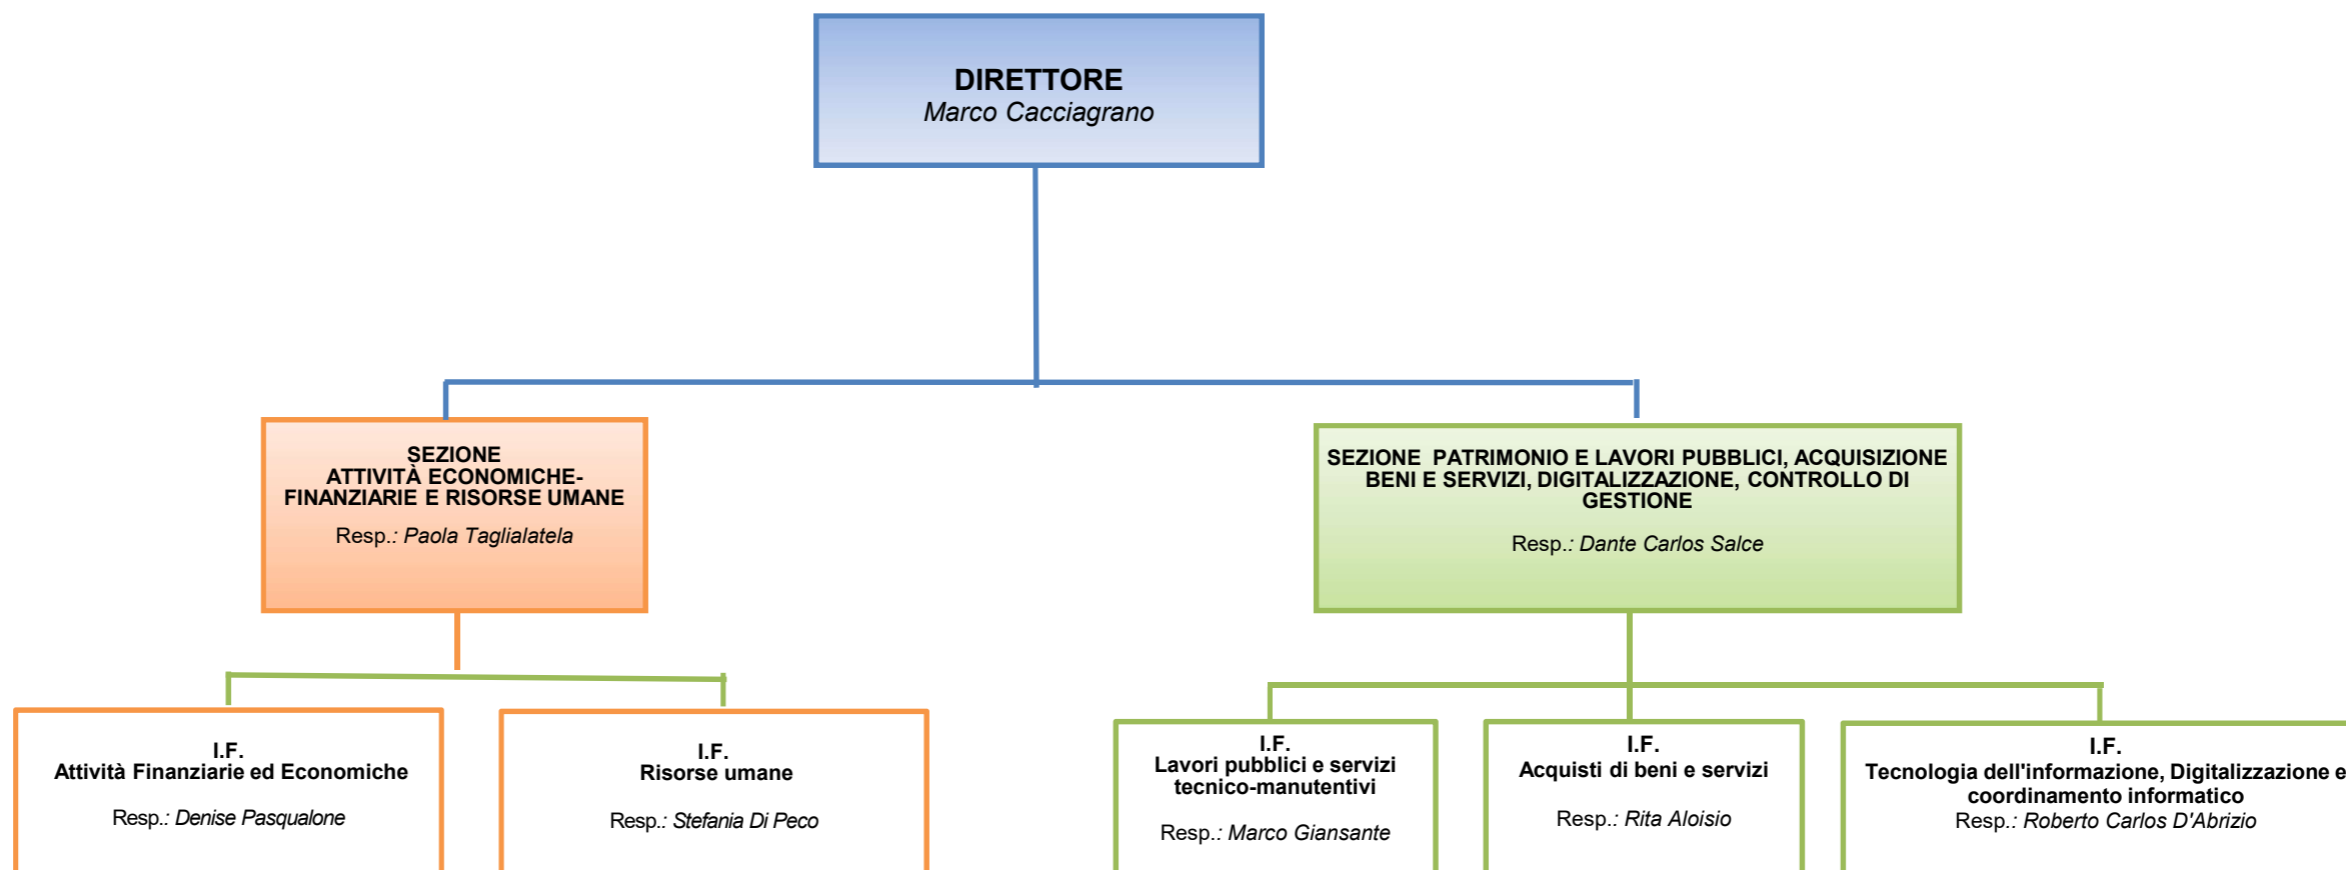 DIRETTORE
Marco Cacciagrano
SEZIONE
ATTIVITÀ ECONOMICHE-
FINANZIARIE E RISORSE UMANE
Resp.: Paola Taglialatela
SEZIONE PATRIMONIO E LAVORI PUBBLICI, ACQUISIZIONE
BENI E SERVIZI, DIGITALIZZAZIONE, CONTROLLO DI
GESTIONE
Resp.: Dante Carlos Salce
I.F.
Attività Finanziarie ed Economiche
Resp.: Denise Pasqualone
I.F.
Risorse umane
Resp.: Stefania Di Peco
I.F.
Lavori pubblici e servizi
tecnico-manutentivi
Resp.: Marco Giansante
I.F.
Acquisti di beni e servizi
Resp.: Rita Aloisio
I.F.
Tecnologia dell'informazione, Digitalizzazione e
coordinamento informatico
Resp.: Roberto Carlos D'Abrizio